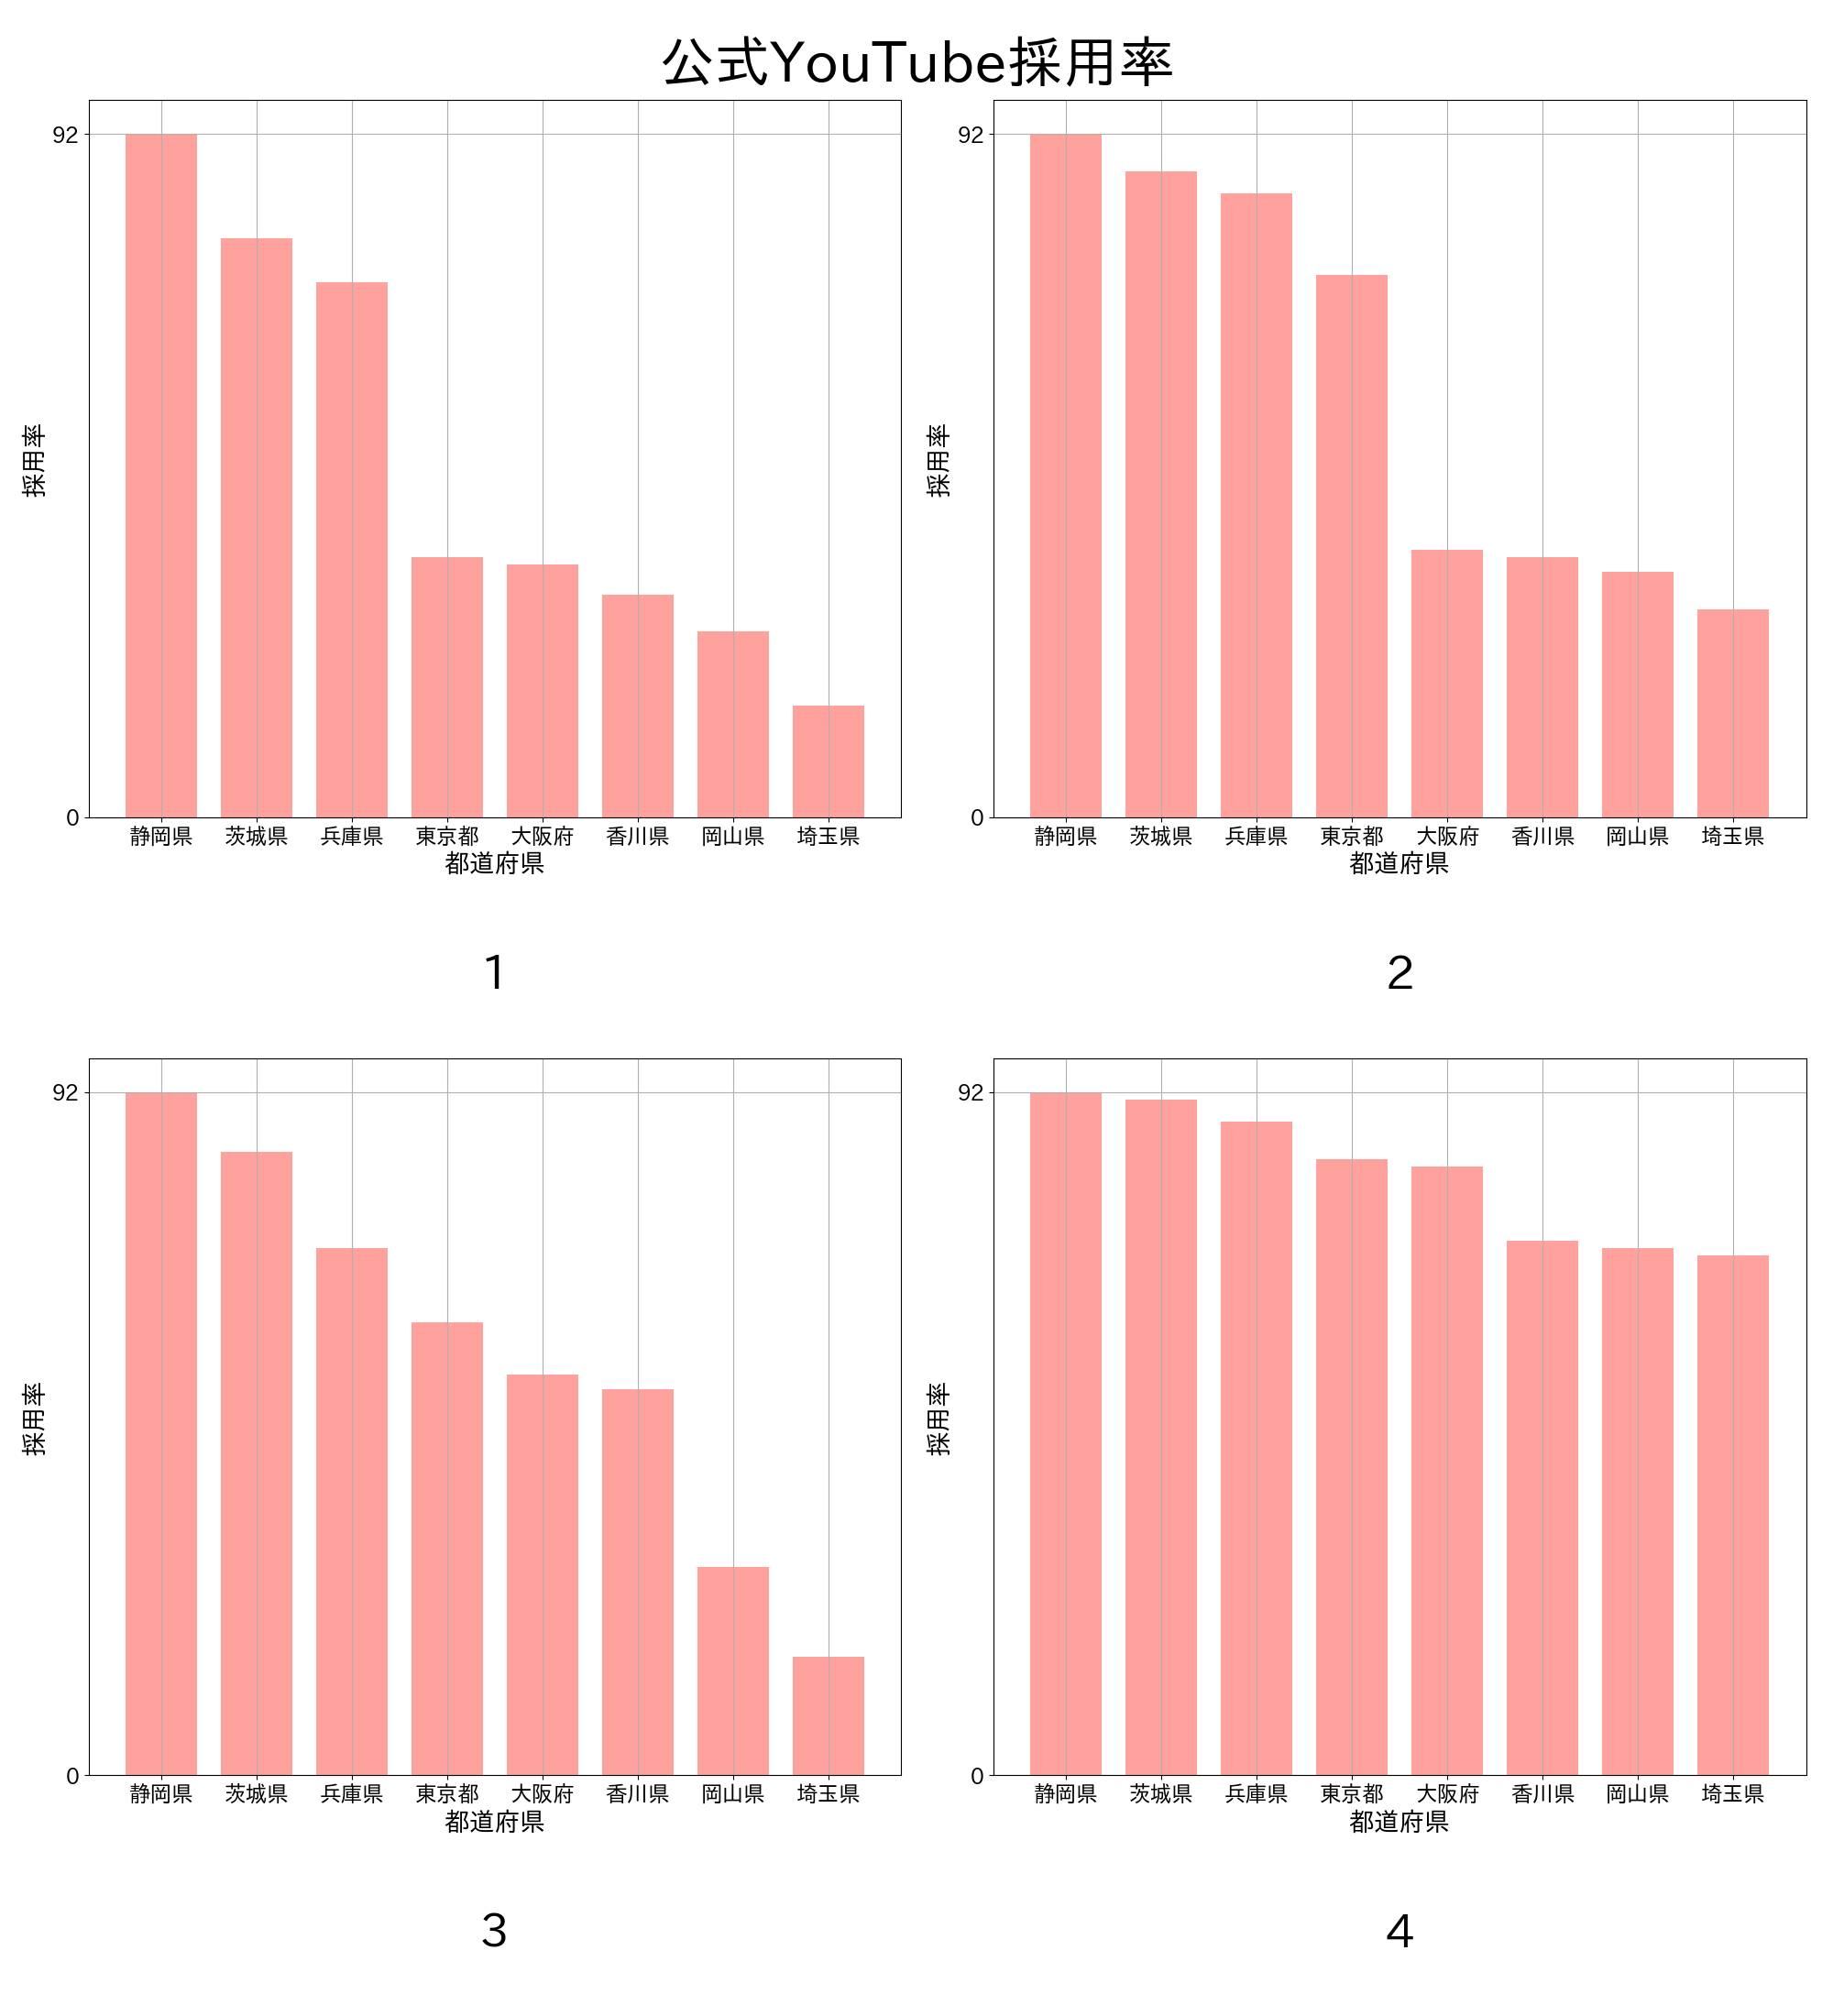 公式YouTube採用率
92
0
採用率
静岡県 茨城県 兵庫県 東京都 大阪府 香川県 岡山県 埼玉県
都道府県
1
92
0
採用率
静岡県 茨城県 兵庫県 東京都 大阪府 香川県 岡山県 埼玉県
都道府県
2
92
0
採用率
静岡県 茨城県 兵庫県 東京都 大阪府 香川県 岡山県 埼玉県
都道府県
3
92
0
採用率
静岡県 茨城県 兵庫県 東京都 大阪府 香川県 岡山県 埼玉県
都道府県
4